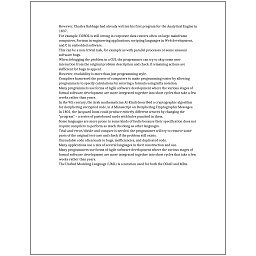 However, Charles Babbage had already written his first program for the Analytical Engine in
1837.
For example, COBOL is still strong in corporate data centers often on large mainframe
computers, Fortran in engineering applications, scripting languages in Web development,
and C in embedded software.
This can be a non-trivial task, for example as with parallel processes or some unusual
software bugs.
When debugging the problem in a GUI, the programmer can try to skip some user
interaction from the original problem description and check if remaining actions are
sufficient for bugs to appear.
However, readability is more than just programming style.
Compilers harnessed the power of computers to make programming easier by allowing
programmers to specify calculations by entering a formula using infix notation.
Many programmers use forms of Agile software development where the various stages of
formal software development are more integrated together into short cycles that take a few
weeks rather than years.
In the 9th century, the Arab mathematician Al-Kindi described a cryptographic algorithm
for deciphering encrypted code, in A Manuscript on Deciphering Cryptographic Messages.
In 1801, the Jacquard loom could produce entirely different weaves by changing the
"program" - a series of pasteboard cards with holes punched in them.
Some languages are more prone to some kinds of faults because their specification does not
require compilers to perform as much checking as other languages.
Trial-and-error/divide-and-conquer is needed: the programmer will try to remove some
parts of the original test case and check if the problem still exists.
Unreadable code often leads to bugs, inefficiencies, and duplicated code.
Many applications use a mix of several languages in their construction and use.
Many programmers use forms of Agile software development where the various stages of
formal software development are more integrated together into short cycles that take a few
weeks rather than years.
The Unified Modeling Language (UML) is a notation used for both the OOAD and MDA.